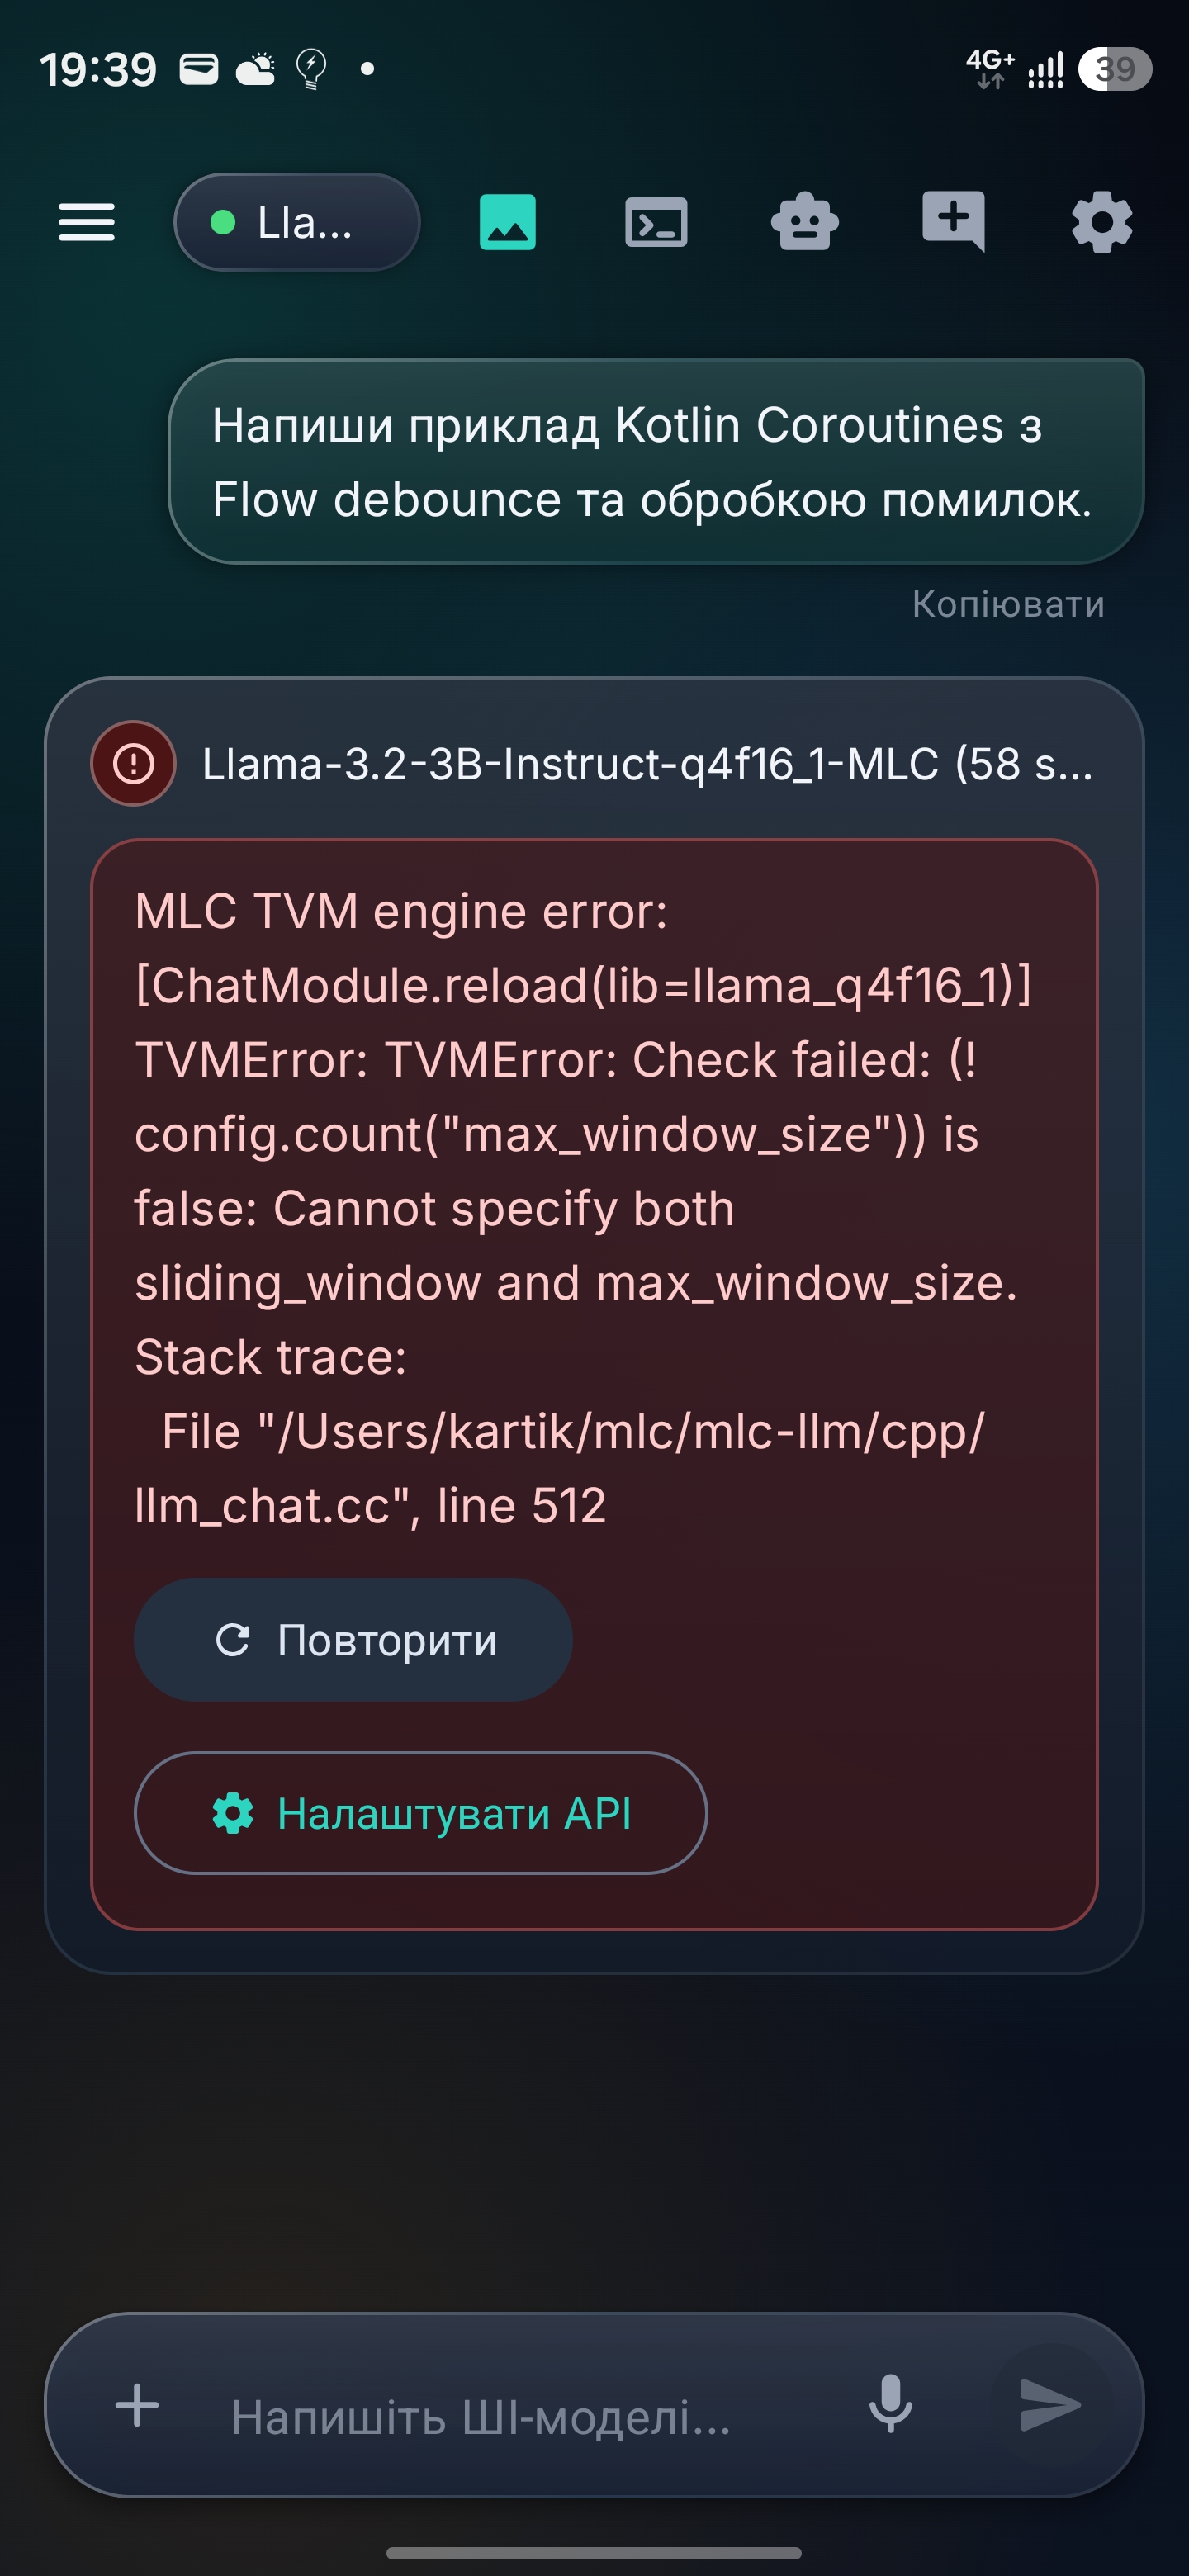 19:39
4G+
39
Lla...
Напиши приклад Kotlin Coroutines з
Flow debounce та обробкою помилок.
Копіювати
Llama-3.2-3B-Instruct-q4f16_1-MLC (58 s...
MLC TVM engine error:
[ChatModule.reload(lib=llama_q4f16_1)]
TVMError: TVMError: Check failed: (!
config.count("max_window_size")) is
false: Cannot specify both
sliding_window and max_window_size.
Stack trace:
File "/Users/kartik/mlc/mlc-llm/cpp/
llm_chat.cc", line 512
Повторити
Налаштувати API
Напишіть ШІ-моделі...